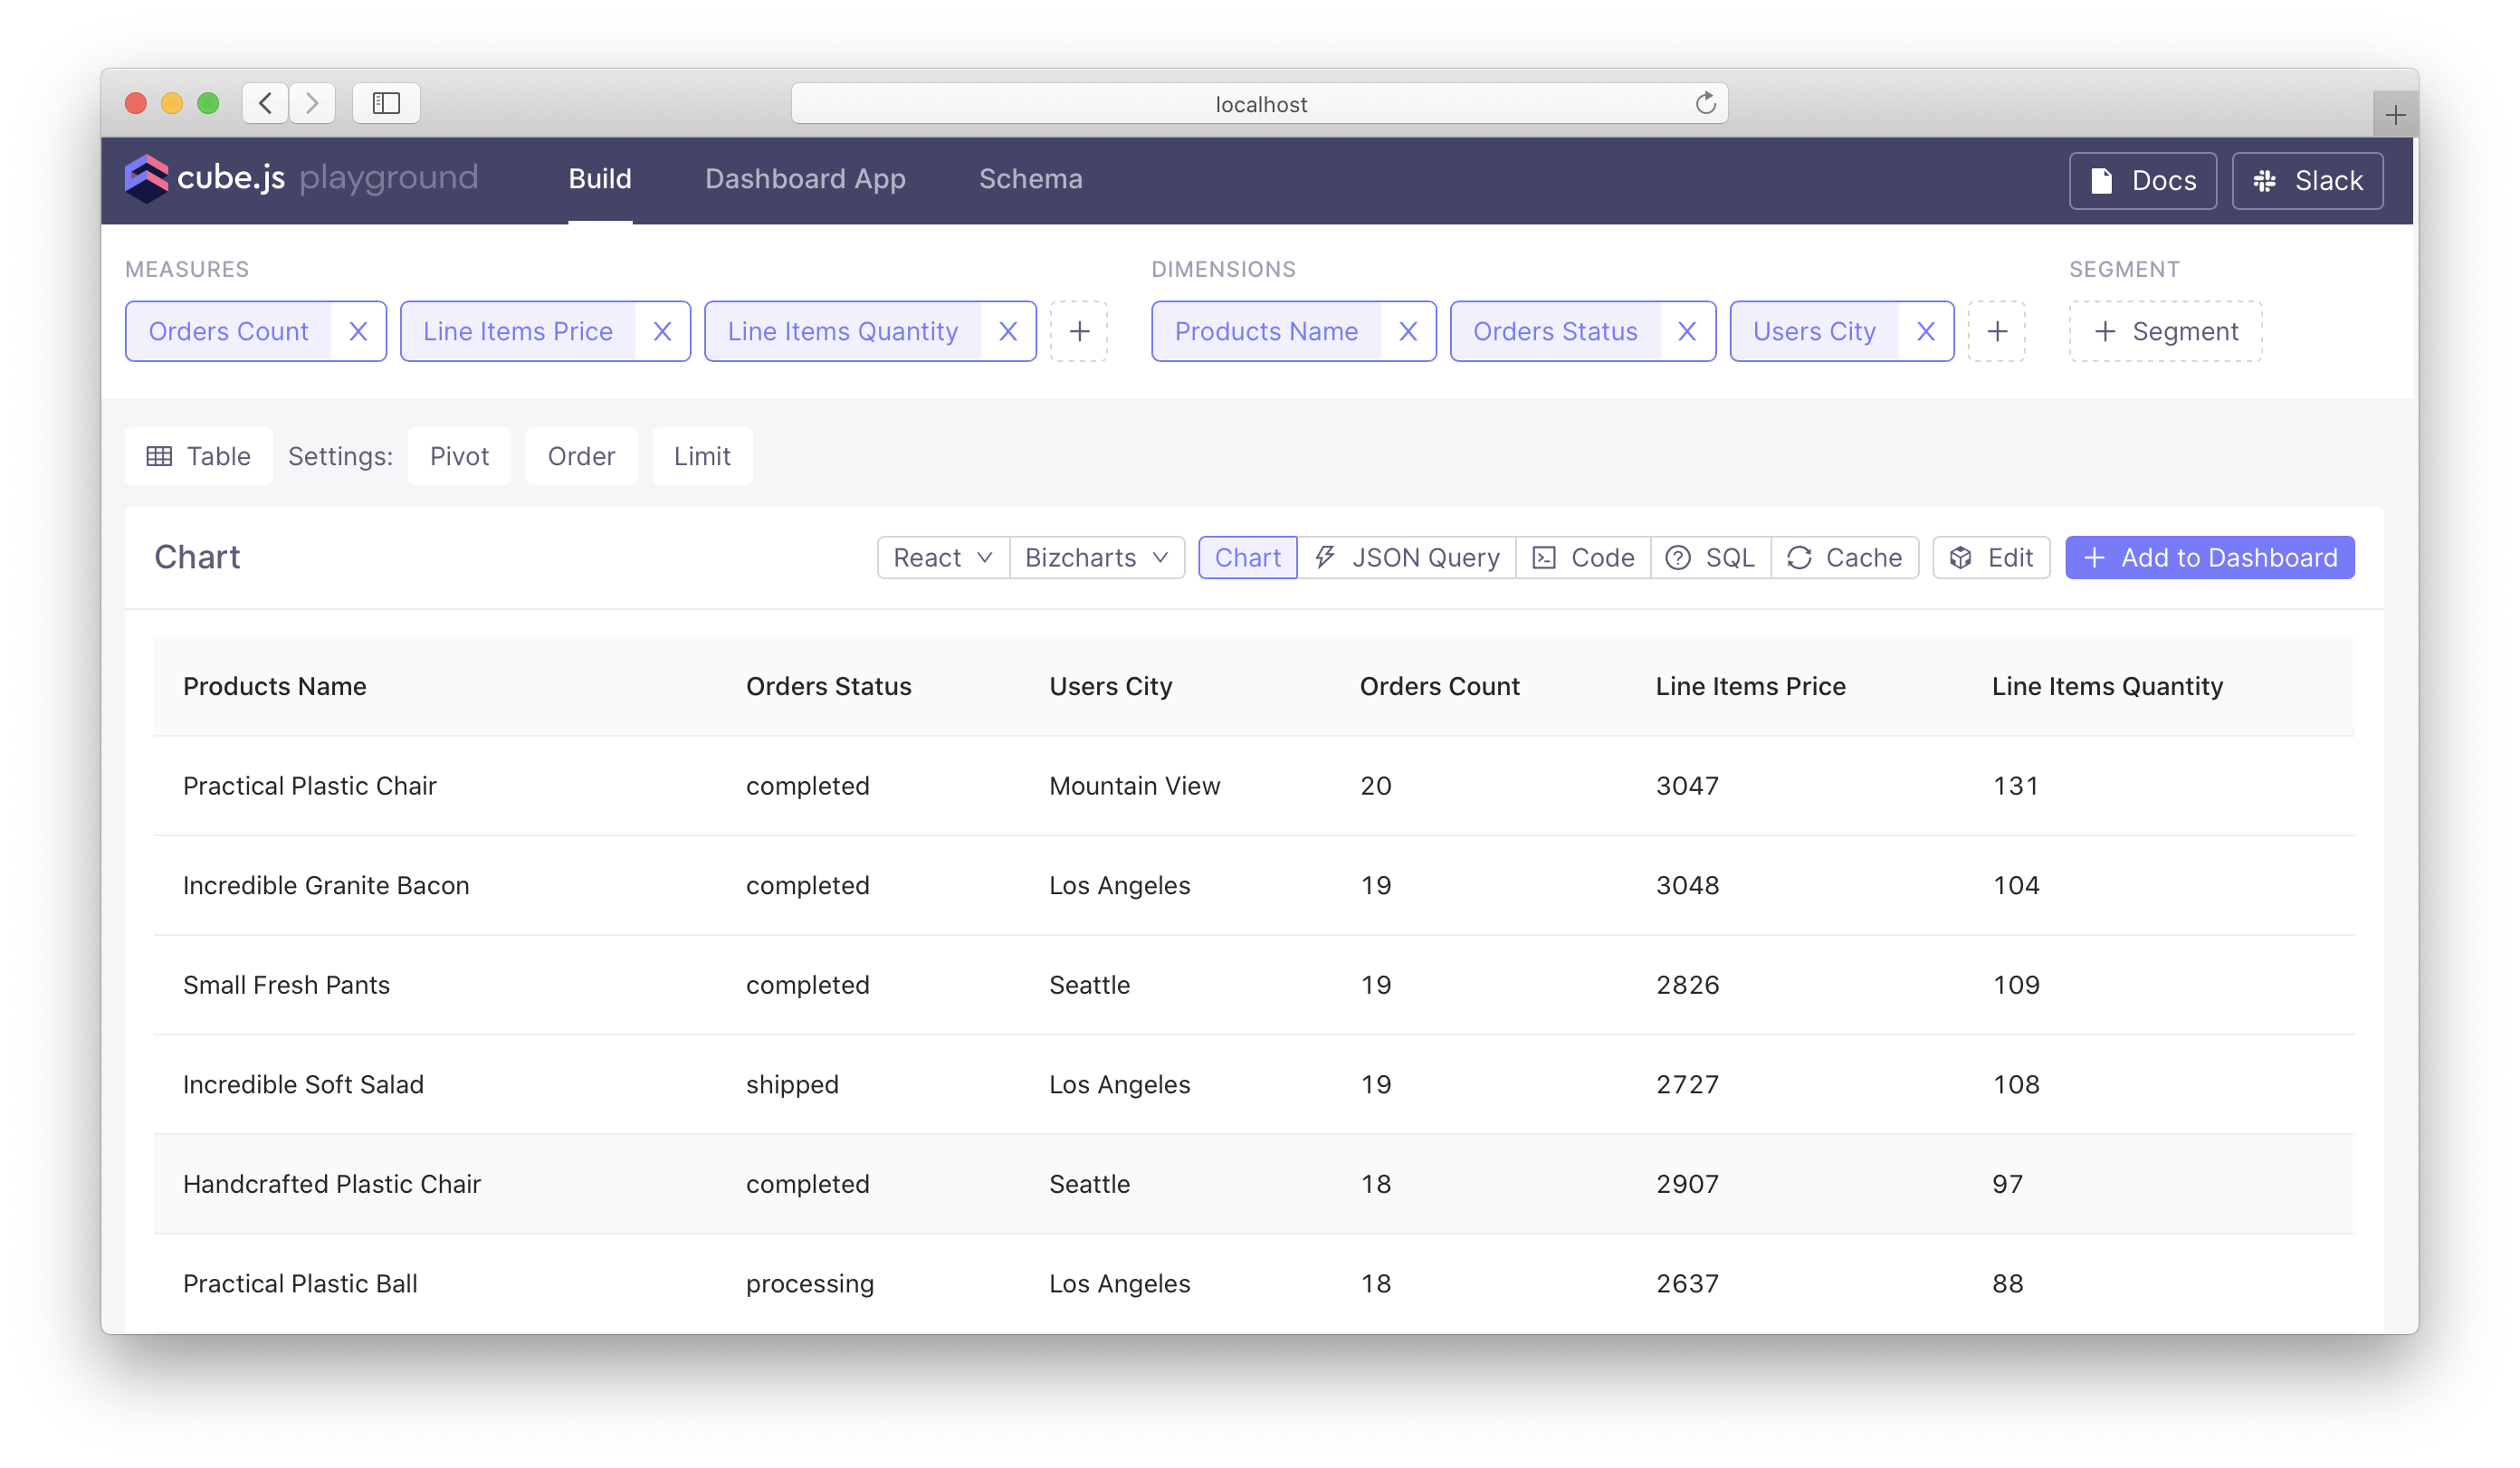 localhost
cube.js playground Build Dashboard App Schema Docs Slack
MEASURES DIMENSIONS SEGMENT
Orders Count X Line Items Price X Line Items Quantity X + Products Name X Orders Status X Users City X + + Segment
Table Settings: Pivot Order Limit
Chart React Bizcharts Chart JSON Query Code SQL Cache Edit + Add to Dashboard
Products Name Orders Status Users City Orders Count Line Items Price Line Items Quantity
Practical Plastic Chair completed Mountain View 20 3047 131
Incredible Granite Bacon completed Los Angeles 19 3048 104
Small Fresh Pants completed Seattle 19 2826 109
Incredible Soft Salad shipped Los Angeles 19 2727 108
Handcrafted Plastic Chair completed Seattle 18 2907 97
Practical Plastic Ball processing Los Angeles 18 2637 88